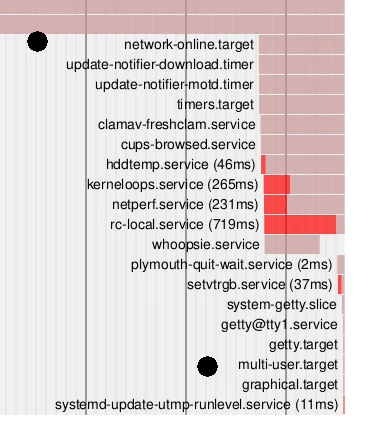 network-online.target
update-notifier-download.timer
update-notifier-motd.timer
timers.target
clamav-freshclam.service
cups-browsed.service
hddtemp.service (46ms)
kerneloops.service (265ms)
netperf.service (231ms)
rc-local.service (719ms)
whoopsie.service
plymouth-quit-wait.service (2ms)
setvtrgb.service (37ms)
system-getty.slice
getty@tty1.service
getty.target
multi-user.target
graphical.target
systemd-update-utmp-runlevel.service (11ms)